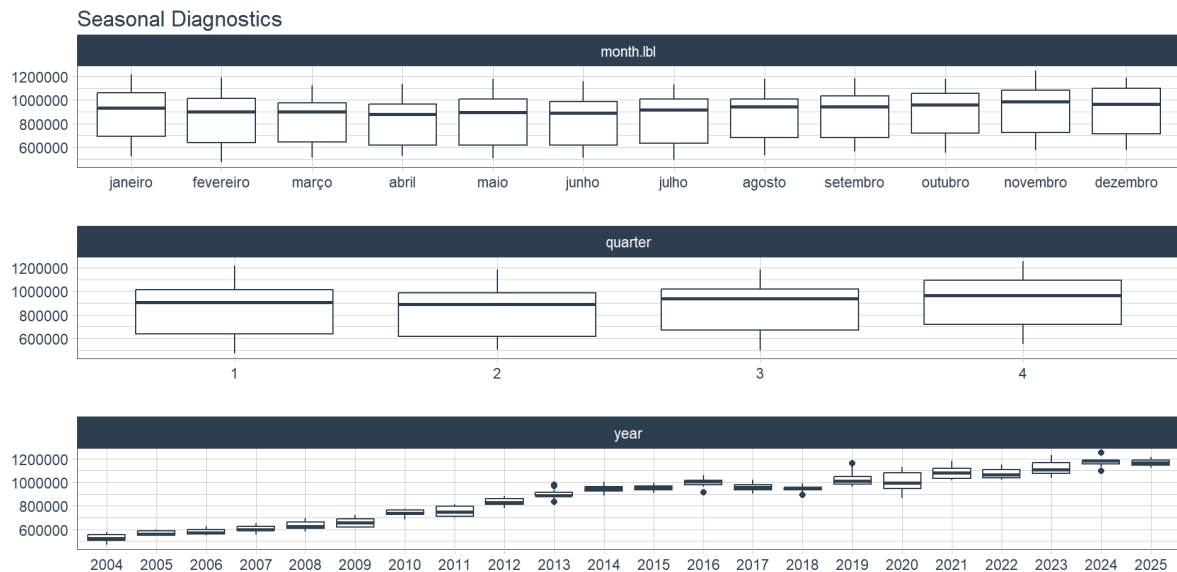 Seasonal Diagnostics
month.lbl
1200000
1000000
800000
600000
janeiro fevereiro março abril maio junho julho agosto setembro outubro novembro dezembro
quarter
1200000
1000000
800000
600000
1 2 3 4
year
1200000
1000000
800000
600000
2004 2005 2006 2007 2008 2009 2010 2011 2012 2013 2014 2015 2016 2017 2018 2019 2020 2021 2022 2023 2024 2025